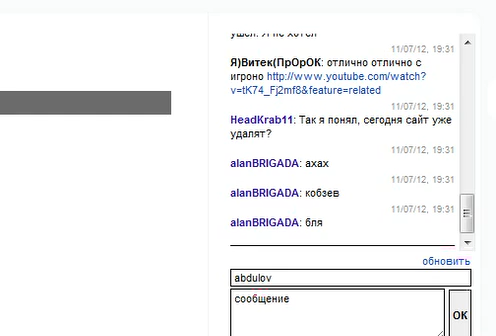 ушел. Я не хотел
11/07/12, 19:31
Я)Витек(ПрОрОК: отлично отлично с
игроно http://www.youtube.com/watch?
v=tK74_Fj2mf8&feature=related
11/07/12, 19:31
HeadKrab11: Так я понял, сегодня сайт уже
удалят?
11/07/12, 19:31
alanBRIGADA: ахах
11/07/12, 19:31
alanBRIGADA: кобзев
11/07/12, 19:31
alanBRIGADA: бля
обновить
abdulov
сообщение
ОК